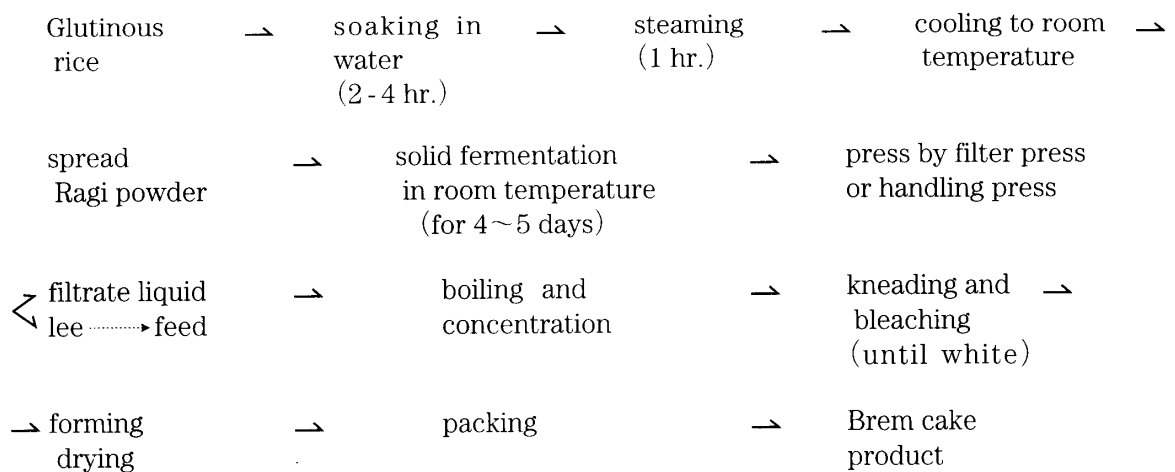 Glutinous → soaking in → steaming → cooling to room →
rice water (1 hr.) temperature
(2 - 4 hr.)
spread → solid fermentation → press by filter press
Ragi powder in room temperature or handling press
(for 4～5 days)
filtrate liquid → boiling and → kneading and →
lee → feed concentration bleaching
(until white)
→ forming → packing → Brem cake
drying product